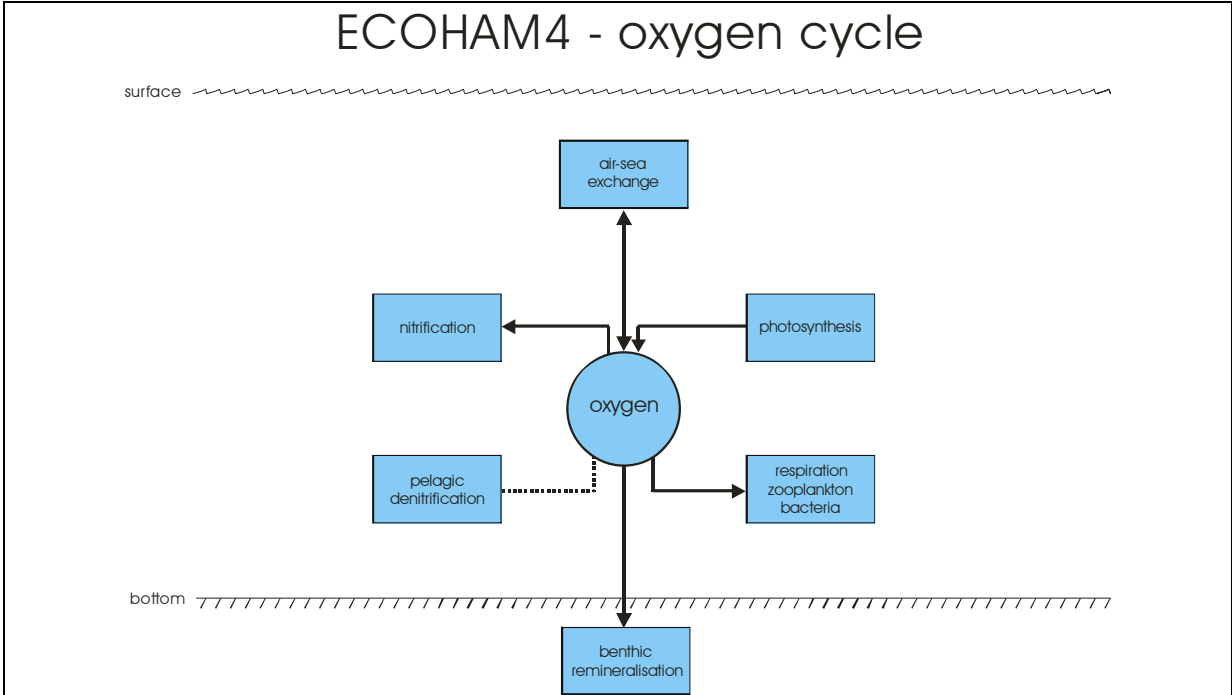 ECOHAM4 - oxygen cycle
surface
air-sea
exchange
nitrification
photosynthesis
oxygen
pelagic
denitrification
respiration
zooplankton
bacteria
bottom
benthic
remineralisation